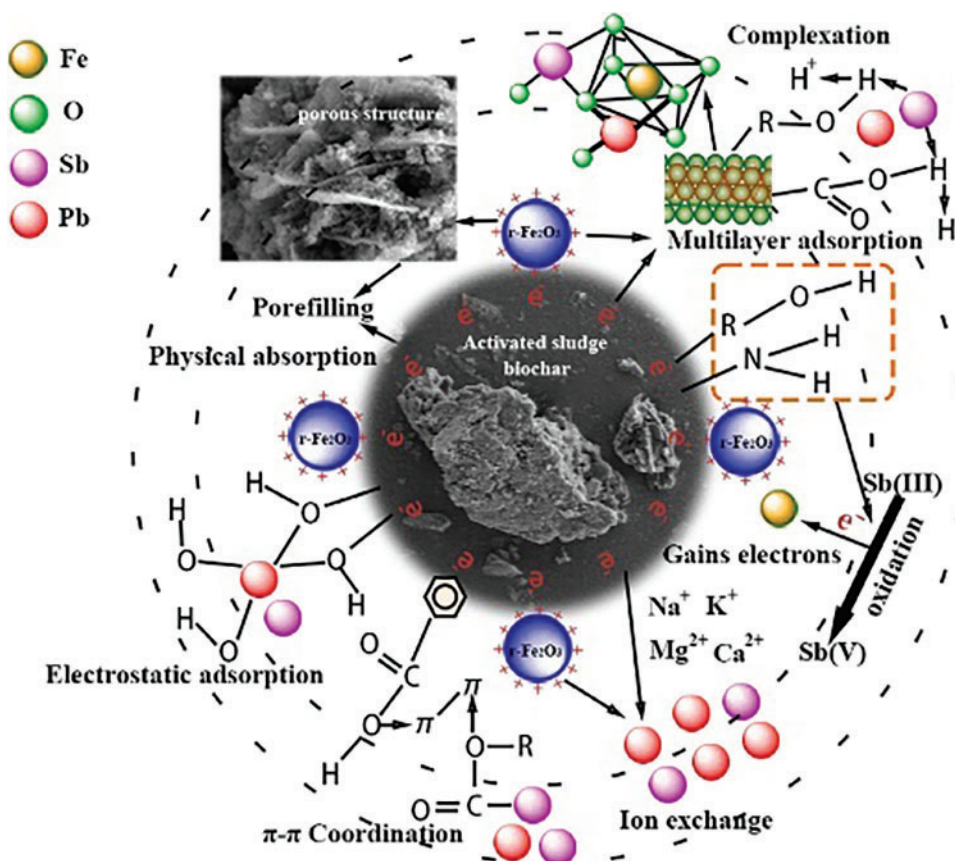 Fe
O
Sb
Pb
porous structure
Complexation
H⁺
H
R
O
H
C
O
O
H
Multilayer adsorption
r-Fe₂O₃
Porefilling
Physical absorption
Activated sludge
biochar
e⁻
e⁻
e⁻
e⁻
e⁻
e⁻
e⁻
e⁻
e⁻
e⁻
e⁻
e⁻
R
O
H
N
H
H
r-Fe₂O₃
r-Fe₂O₃
Sb(III)
e⁻
oxidation
Gains electrons
Sb(V)
H
O
H
O
O
H
O
H
Electrostatic adsorption
Na⁺ K⁺
Mg²⁺ Ca²⁺
r-Fe₂O₃
O
C
O
H
π
π
O
R
O
C
π-π Coordination
Ion exchange